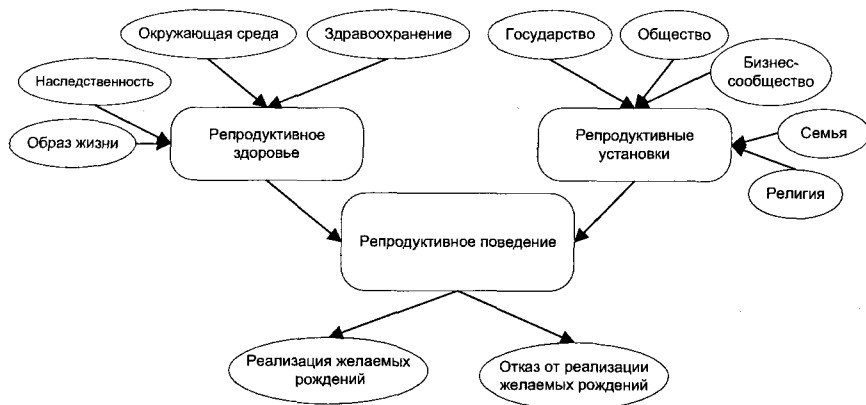 Окружающая среда
Здравоохранение
Государство
Общество
Бизнес-
сообщество
Наследственность
Образ жизни
Репродуктивное
здоровье
Репродуктивные
установки
Семья
Религия
Репродуктивное поведение
Реализация желаемых
рождений
Отказ от реализации
желаемых рождений